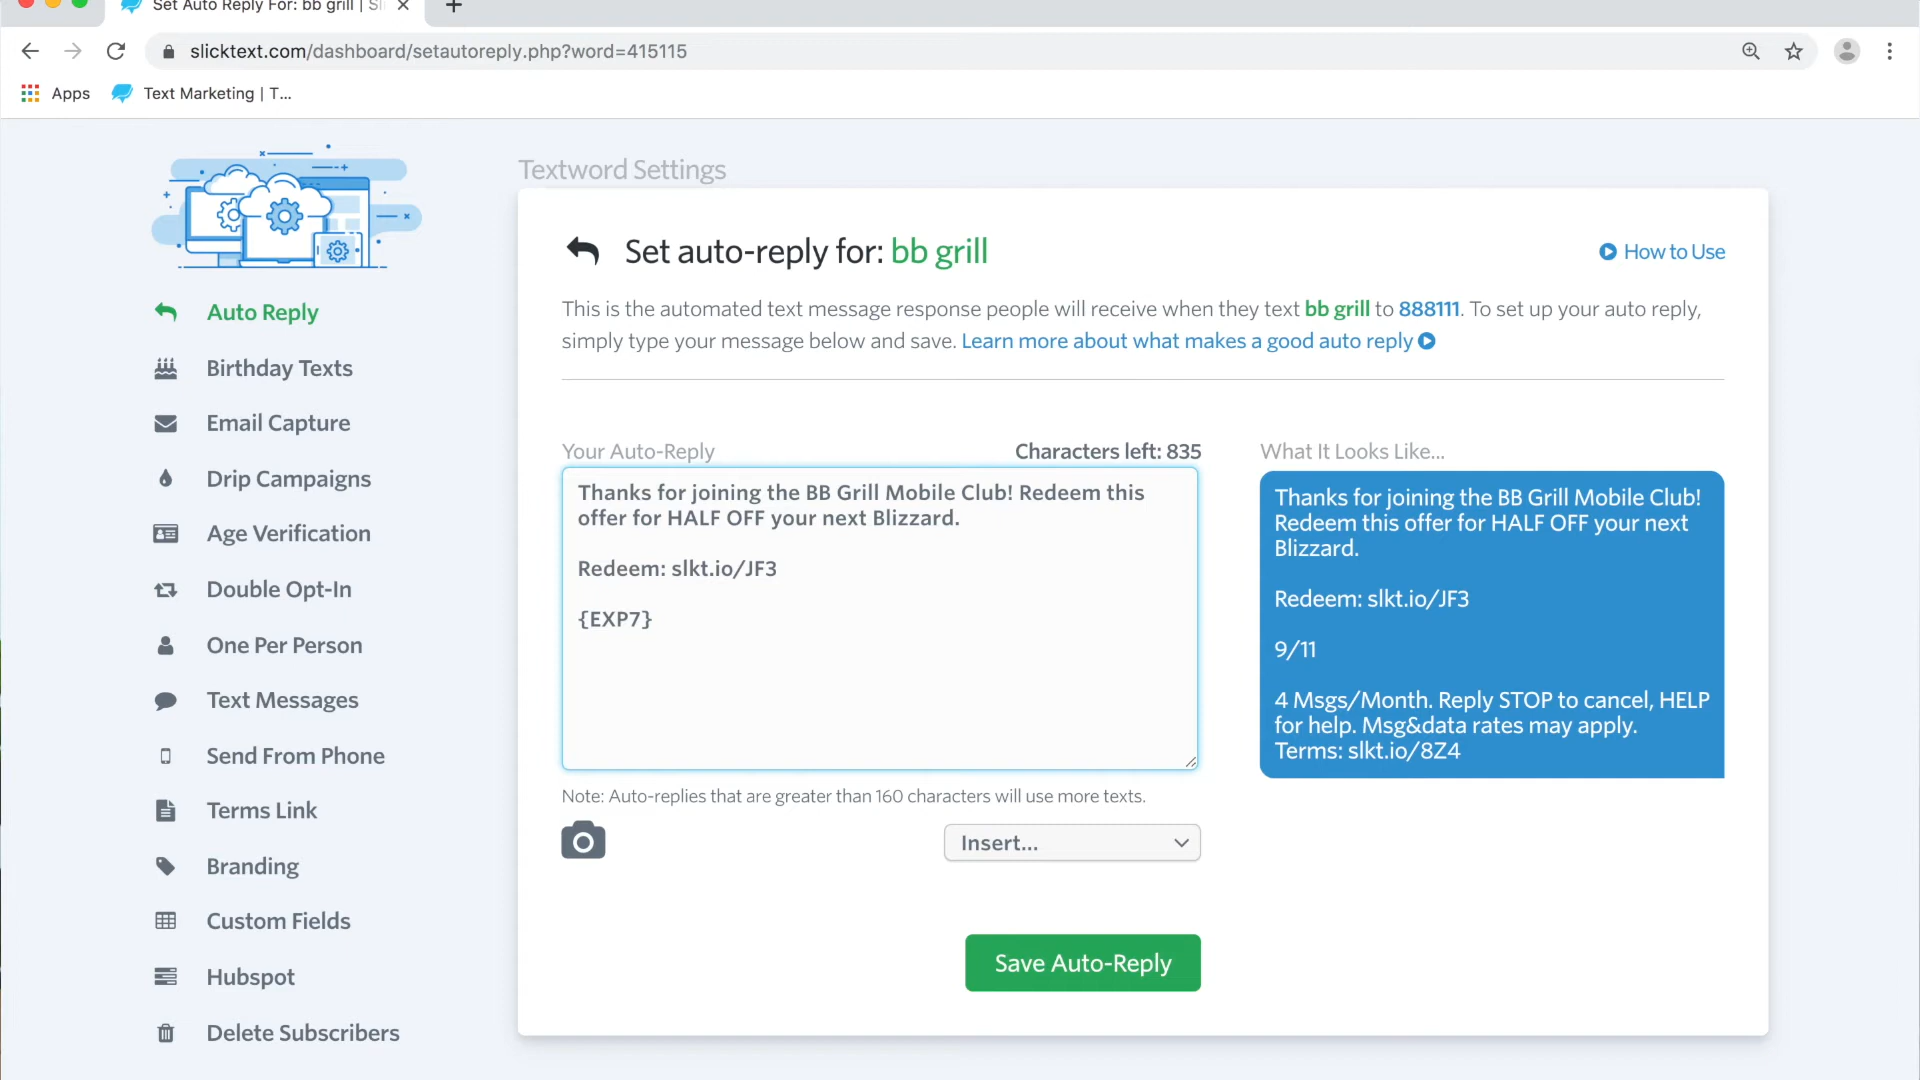 Set Auto Reply For: bb grill | Sli
slicktext.com/dashboard/setautoreply.php?word=415115
Apps
Text Marketing | T...
Textword Settings
Set auto-reply for: bb grill
How to Use
This is the automated text message response people will receive when they text bb grill to 888111. To set up your auto reply,
simply type your message below and save. Learn more about what makes a good auto reply
Auto Reply
Birthday Texts
Email Capture
Drip Campaigns
Age Verification
Double Opt-In
One Per Person
Text Messages
Send From Phone
Terms Link
Branding
Custom Fields
Hubspot
Delete Subscribers
Your Auto-Reply
Characters left: 835
Thanks for joining the BB Grill Mobile Club! Redeem this
offer for HALF OFF your next Blizzard.
Redeem: slkt.io/JF3
{EXP7}
Note: Auto-replies that are greater than 160 characters will use more texts.
Insert...
Save Auto-Reply
What It Looks Like...
Thanks for joining the BB Grill Mobile Club!
Redeem this offer for HALF OFF your next
Blizzard.
Redeem: slkt.io/JF3
9/11
4 Msgs/Month. Reply STOP to cancel, HELP
for help. Msg&data rates may apply.
Terms: slkt.io/8Z4